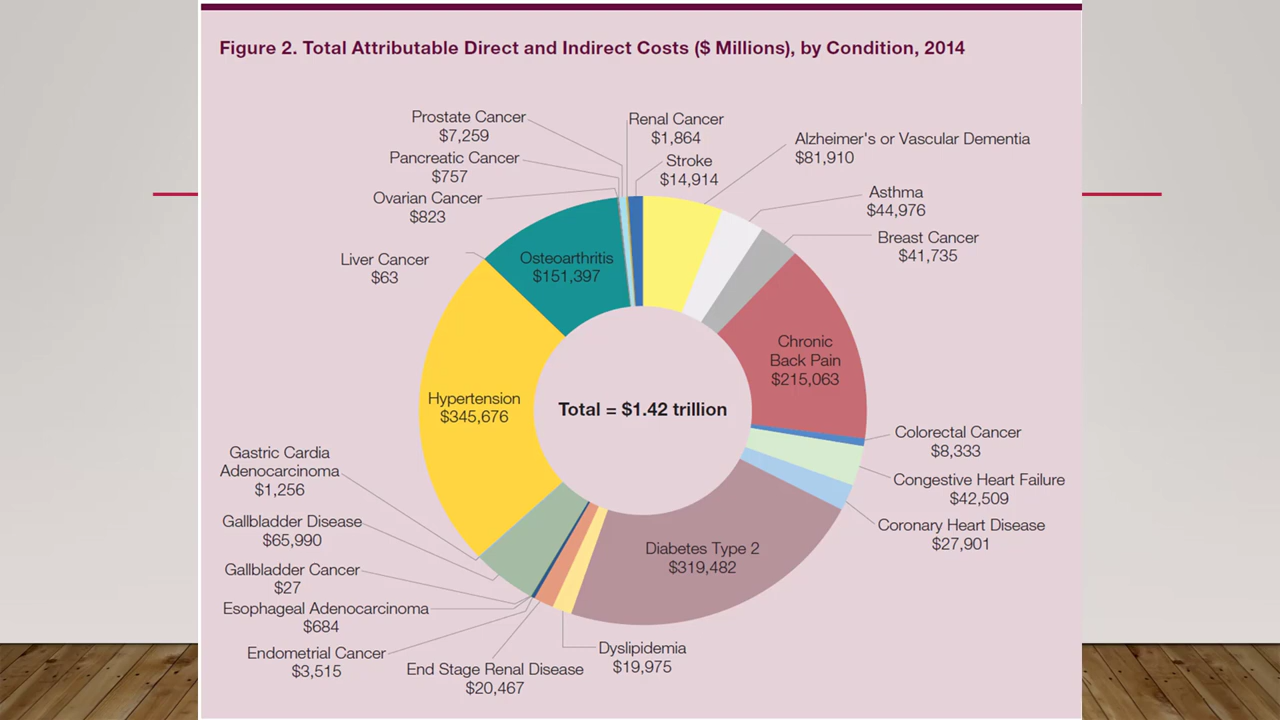 Figure 2. Total Attributable Direct and Indirect Costs ($ Millions), by Condition, 2014
Prostate Cancer
$7,259
Renal Cancer
$1,864
Pancreatic Cancer
$757
Stroke
$14,914
Alzheimer's or Vascular Dementia
$81,910
Ovarian Cancer
$823
Asthma
$44,976
Breast Cancer
$41,735
Liver Cancer
$63
Osteoarthritis
$151,397
Chronic
Back Pain
$215,063
Hypertension
$345,676
Total = $1.42 trillion
Colorectal Cancer
$8,333
Gastric Cardia
Adenocarcinoma
$1,256
Congestive Heart Failure
$42,509
Gallbladder Disease
$65,990
Coronary Heart Disease
$27,901
Diabetes Type 2
$319,482
Gallbladder Cancer
$27
Esophageal Adenocarcinoma
$684
Endometrial Cancer
$3,515
End Stage Renal Disease
$20,467
Dyslipidemia
$19,975